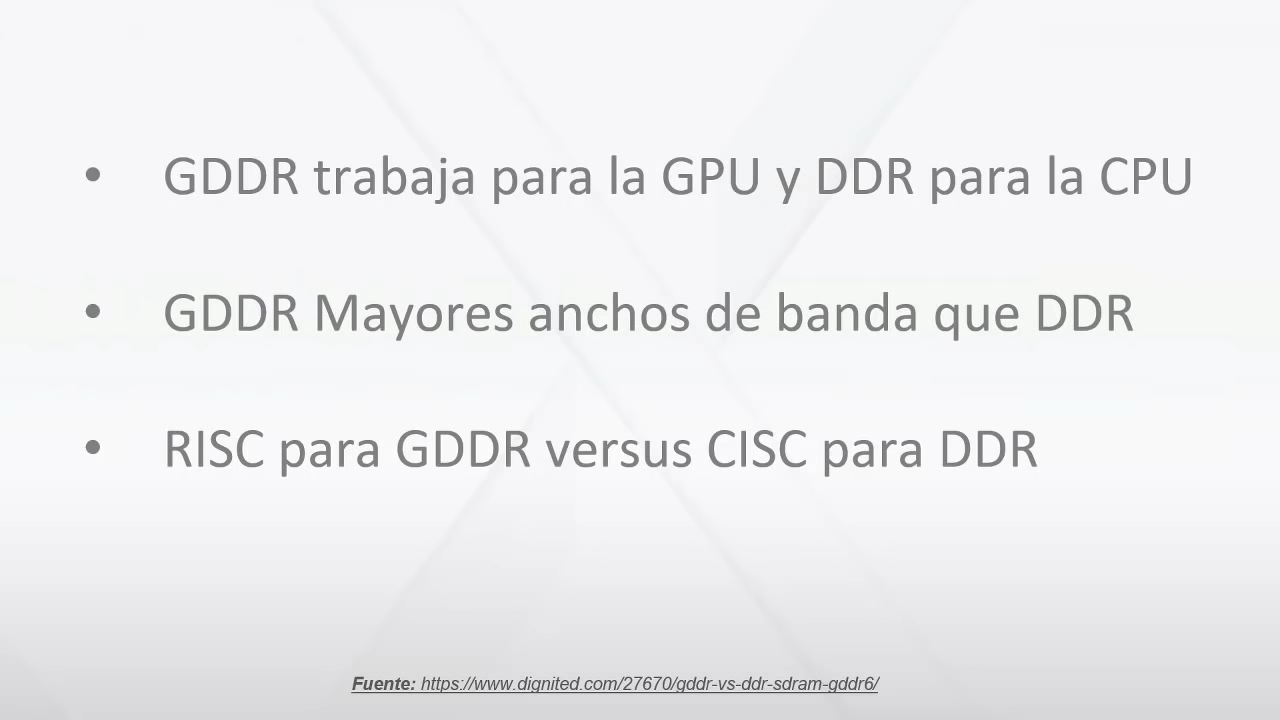 • GDDR trabaja para la GPU y DDR para la CPU
• GDDR Mayores anchos de banda que DDR
• RISC para GDDR versus CISC para DDR
Fuente: https://www.dignited.com/27670/gddr-vs-ddr-sdram-gddr6/